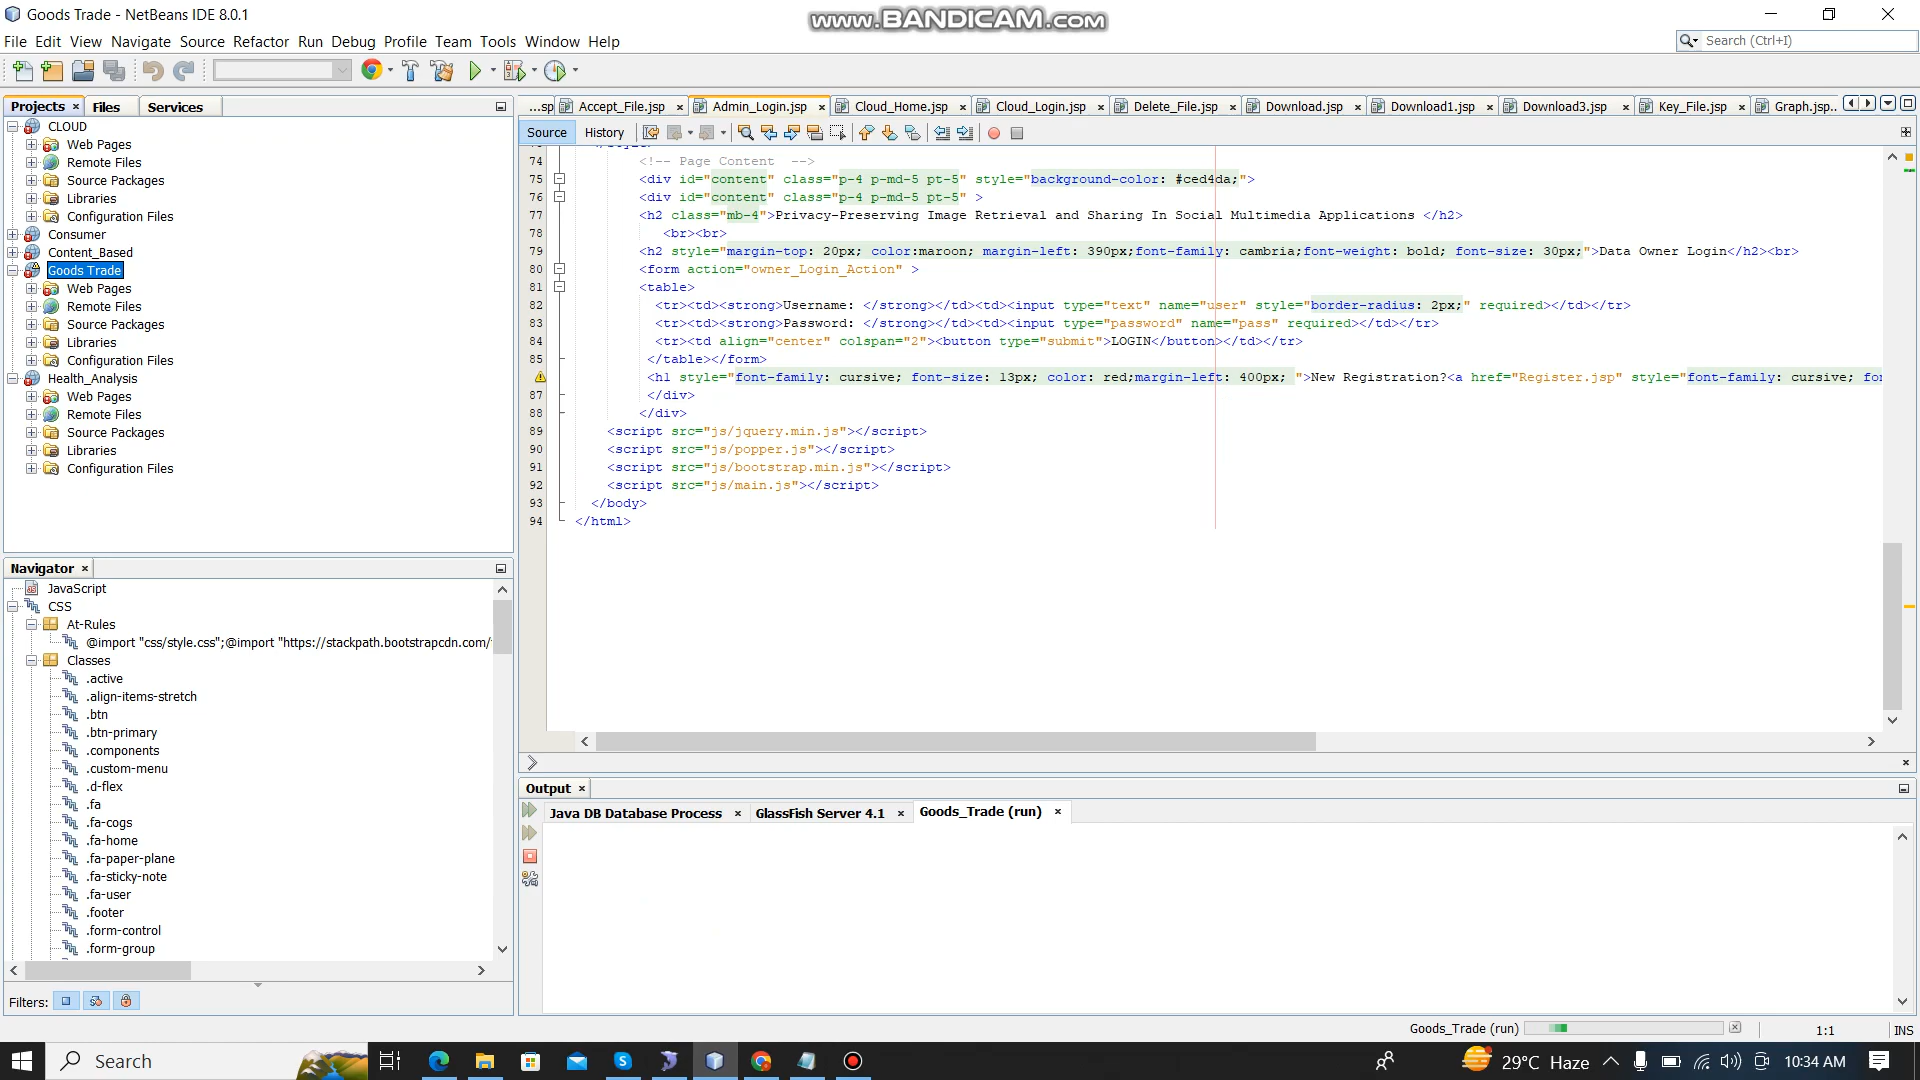 Goods Trade - NetBeans IDE 8.0.1
www.BANDICAM.com
File Edit View Navigate Source Refactor Run Debug Profile Team Tools Window Help
Search (Ctrl+I)
Projects
Files
Services
CLOUD
Web Pages
Remote Files
Source Packages
Libraries
Configuration Files
Consumer
Content_Based
Goods Trade
Web Pages
Remote Files
Source Packages
Libraries
Configuration Files
Health_Analysis
Web Pages
Remote Files
Source Packages
Libraries
Configuration Files
Navigator
JavaScript
CSS
At-Rules
@import "css/style.css";@import "https://stackpath.bootstrapcdn.com/
Classes
.active
.align-items-stretch
.btn
.btn-primary
.components
.custom-menu
.d-flex
.fa
.fa-cogs
.fa-home
.fa-paper-plane
.fa-sticky-note
.fa-user
.footer
.form-control
.form-group
Filters:
...sp Accept_File.jsp Admin_Login.jsp Cloud_Home.jsp Cloud_Login.jsp Delete_File.jsp Download.jsp Download1.jsp Download3.jsp Key_File.jsp Graph.jsp..
Source History
74 <!-- Page Content -->
75 <div id="content" class="p-4 p-md-5 pt-5" style="background-color: #ced4da;">
76 <div id="content" class="p-4 p-md-5 pt-5" >
77 <h2 class="mb-4">Privacy-Preserving Image Retrieval and Sharing In Social Multimedia Applications </h2>
78 <br><br>
79 <h2 style="margin-top: 20px; color:maroon; margin-left: 390px;font-family: cambria;font-weight: bold; font-size: 30px;">Data Owner Login</h2><br>
80 <form action="owner_Login_Action" >
81 <table>
82 <tr><td><strong>Username: </strong></td><td><input type="text" name="user" style="border-radius: 2px;" required></td></tr>
83 <tr><td><strong>Password: </strong></td><td><input type="password" name="pass" required></td></tr>
84 <tr><td align="center" colspan="2"><button type="submit">LOGIN</button></td></tr>
85 </table></form>
<h1 style="font-family: cursive; font-size: 13px; color: red;margin-left: 400px; ">New Registration?<a href="Register.jsp" style="font-family: cursive; fo
87 </div>
88 </div>
89 <script src="js/jquery.min.js"></script>
90 <script src="js/popper.js"></script>
91 <script src="js/bootstrap.min.js"></script>
92 <script src="js/main.js"></script>
93 </body>
94 </html>
Output
Java DB Database Process GlassFish Server 4.1 Goods_Trade (run)
Goods_Trade (run)
1:1
INS
Search
29°C Haze
10:34 AM